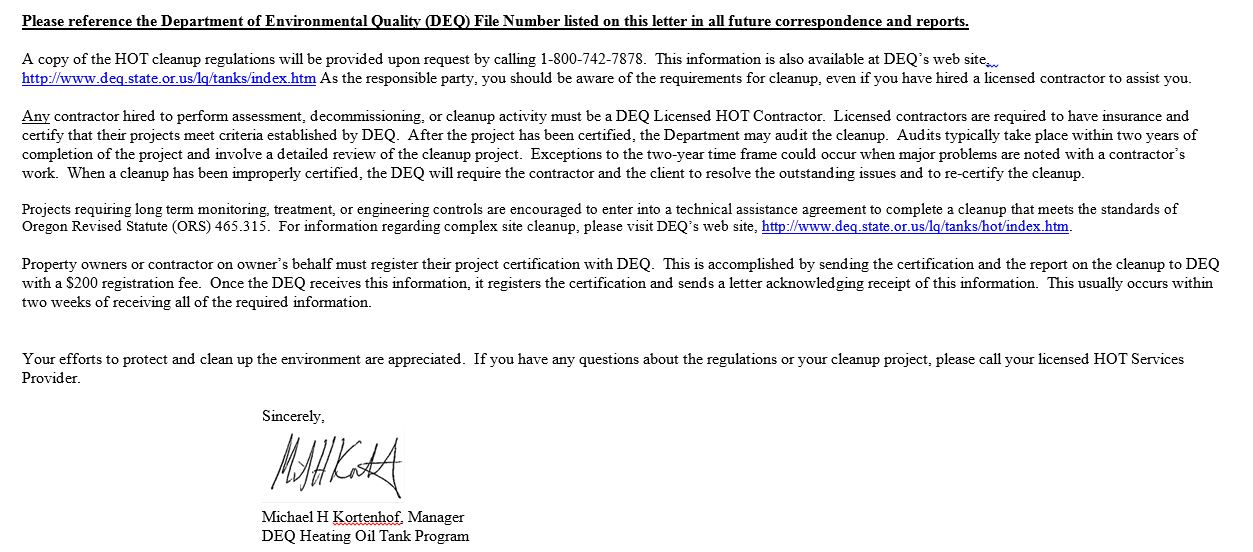 Please reference the Department of Environmental Quality (DEQ) File Number listed on this letter in all future correspondence and reports.
A copy of the HOT cleanup regulations will be provided upon request by calling 1-800-742-7878.  This information is also available at DEQ's web site,
http://www.deq.state.or.us/lq/tanks/index.htm As the responsible party, you should be aware of the requirements for cleanup, even if you have hired a licensed contractor to assist you.
Any contractor hired to perform assessment, decommissioning, or cleanup activity must be a DEQ Licensed HOT Contractor.  Licensed contractors are required to have insurance and
certify that their projects meet criteria established by DEQ.  After the project has been certified, the Department may audit the cleanup.  Audits typically take place within two years of
completion of the project and involve a detailed review of the cleanup project.  Exceptions to the two-year time frame could occur when major problems are noted with a contractor's
work.  When a cleanup has been improperly certified, the DEQ will require the contractor and the client to resolve the outstanding issues and to re-certify the cleanup.
Projects requiring long term monitoring, treatment, or engineering controls are encouraged to enter into a technical assistance agreement to complete a cleanup that meets the standards of
Oregon Revised Statute (ORS) 465.315.  For information regarding complex site cleanup, please visit DEQ's web site, http://www.deq.state.or.us/lq/tanks/hot/index.htm.
Property owners or contractor on owner's behalf must register their project certification with DEQ.  This is accomplished by sending the certification and the report on the cleanup to DEQ
with a $200 registration fee.  Once the DEQ receives this information, it registers the certification and sends a letter acknowledging receipt of this information.  This usually occurs within
two weeks of receiving all of the required information.
Your efforts to protect and clean up the environment are appreciated.  If you have any questions about the regulations or your cleanup project, please call your licensed HOT Services
Provider.
Sincerely,
Michael H Kortenhof, Manager
DEQ Heating Oil Tank Program